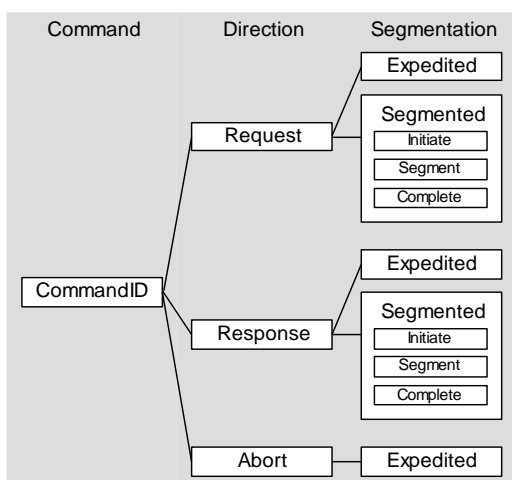 Command Direction Segmentation
Expedited
Segmented
Request
Initiate
Segment
Complete
Expedited
CommandID
Segmented
Response
Initiate
Segment
Complete
Abort
Expedited